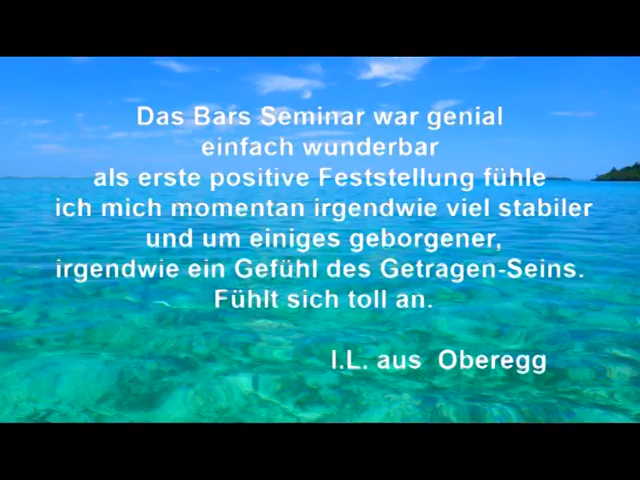 Das Bars Seminar war genial
einfach wunderbar
als erste positive Feststellung fühle
ich mich momentan irgendwie viel stabiler
und um einiges geborgener,
irgendwie ein Gefühl des Getragen-Seins.
Fühlt sich toll an.
I.L. aus Oberegg